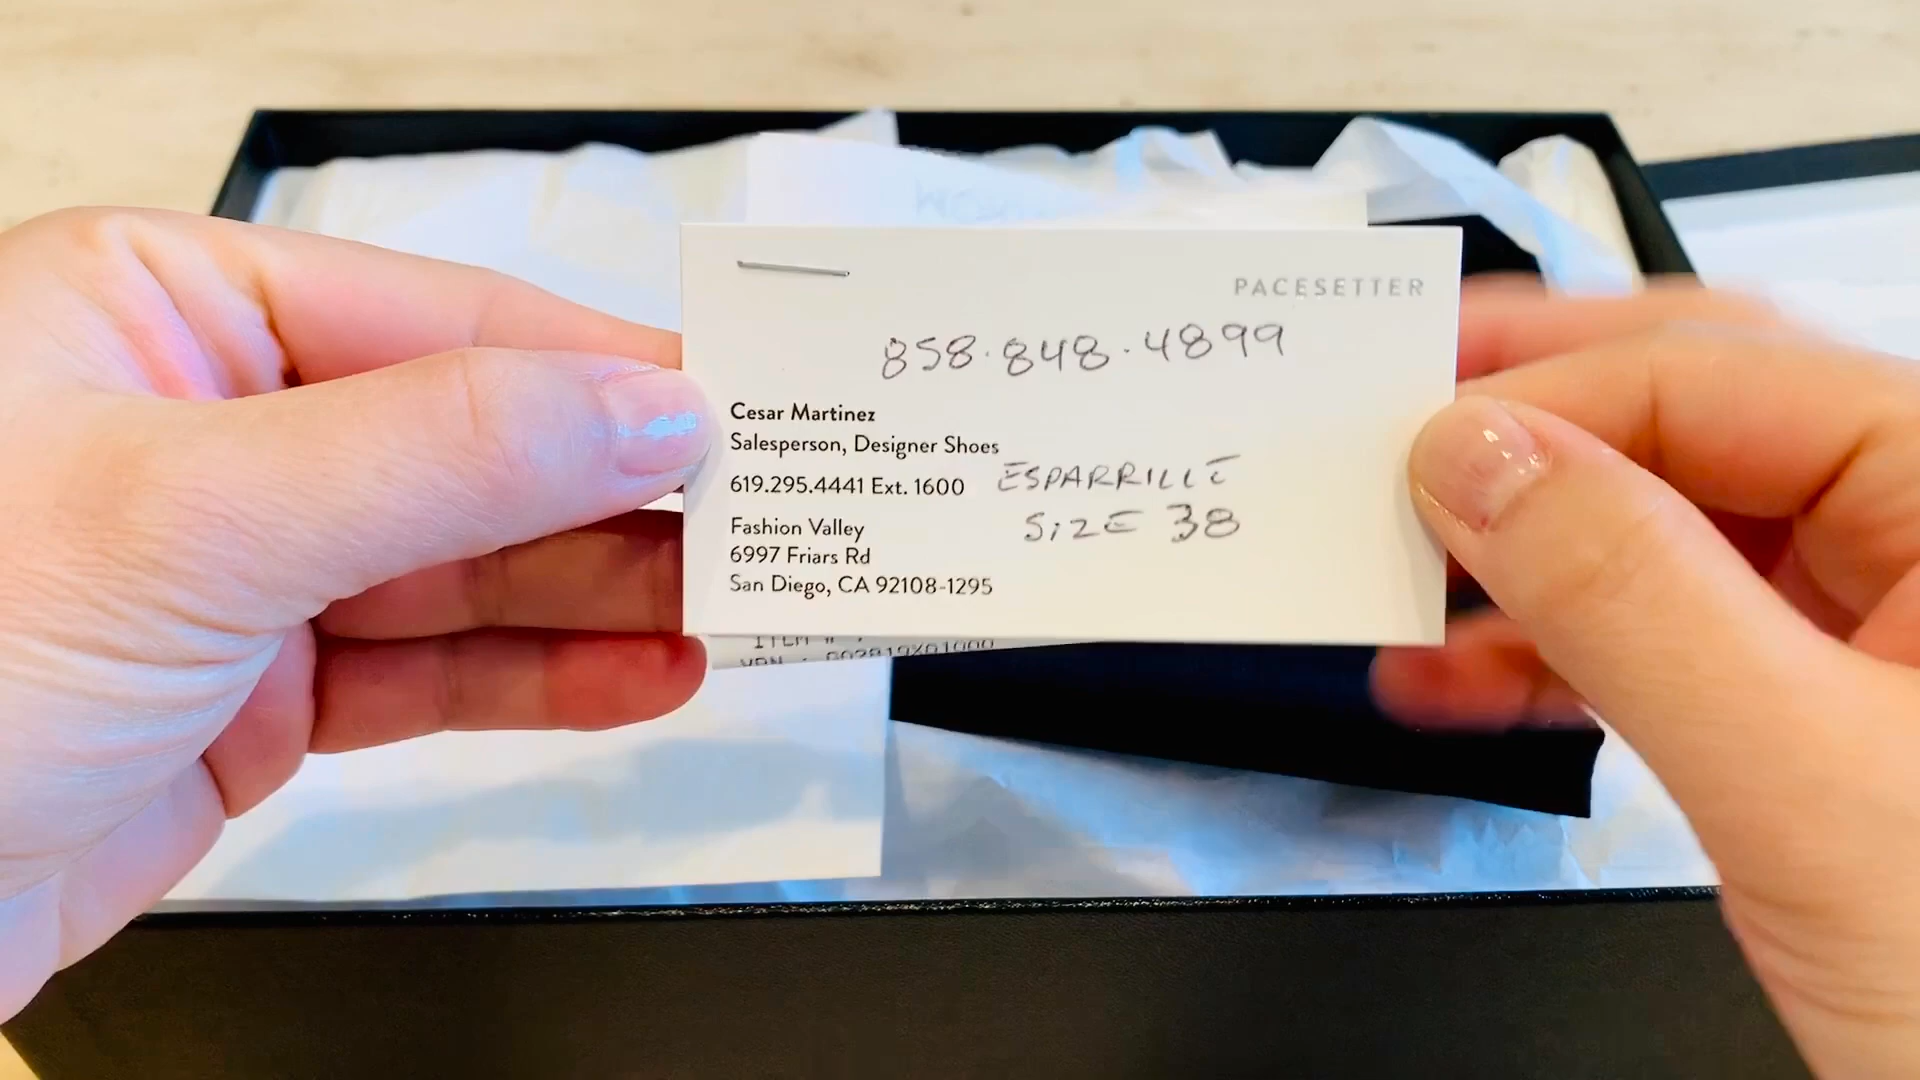 PACESETTER
858.848.4899
Cesar Martinez
Salesperson, Designer Shoes
619.295.4441 Ext. 1600
ESPARRILLE
SIZE 38
Fashion Valley
6997 Friars Rd
San Diego, CA 92108-1295
ITEM # :